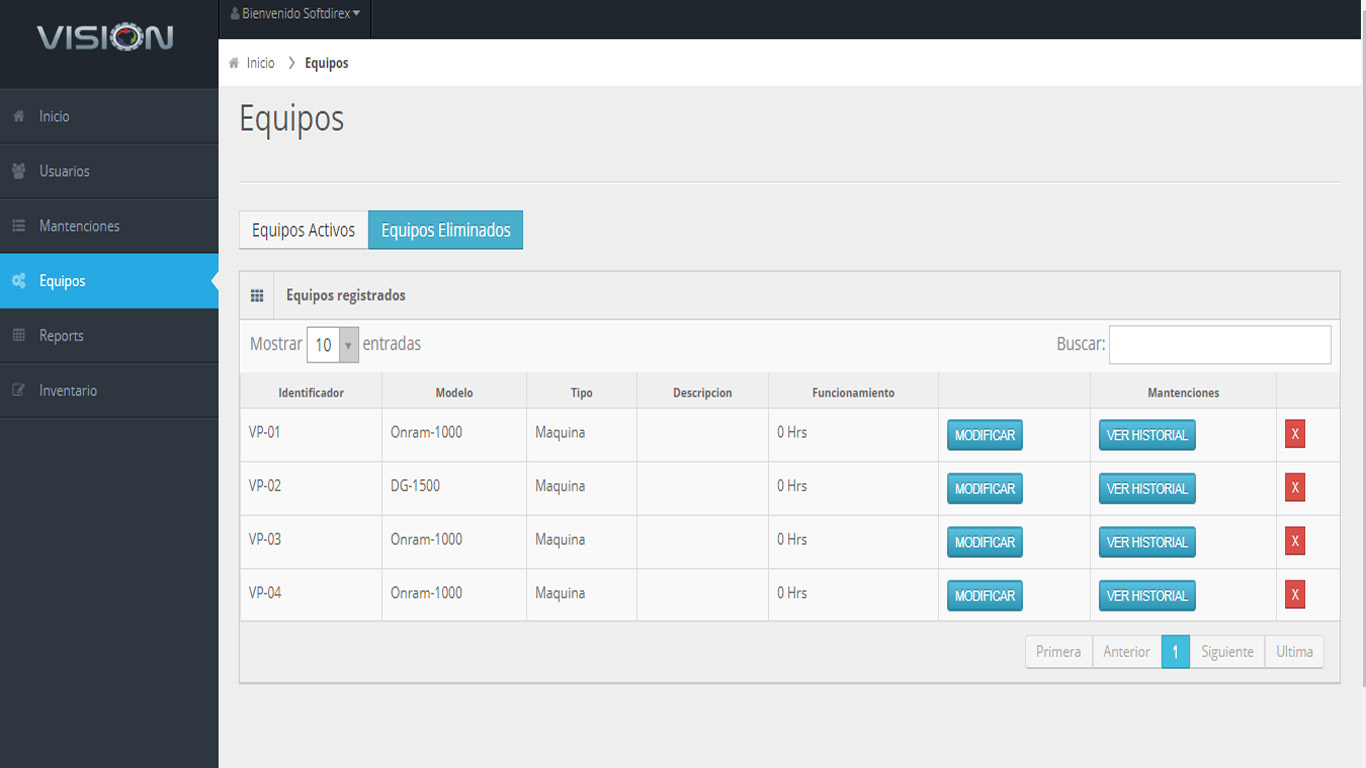 VISION
Bienvenido Softdirex
Inicio
Usuarios
Mantenciones
Equipos
Reports
Inventario
Inicio Equipos
Equipos
Equipos Activos Equipos Eliminados
Equipos registrados
Mostrar 10 entradas Buscar:
Identificador Modelo Tipo Descripcion Funcionamiento Mantenciones
VP-01 Onram-1000 Maquina 0 Hrs MODIFICAR VER HISTORIAL X
VP-02 DG-1500 Maquina 0 Hrs MODIFICAR VER HISTORIAL X
VP-03 Onram-1000 Maquina 0 Hrs MODIFICAR VER HISTORIAL X
VP-04 Onram-1000 Maquina 0 Hrs MODIFICAR VER HISTORIAL X
Primera Anterior 1 Siguiente Ultima